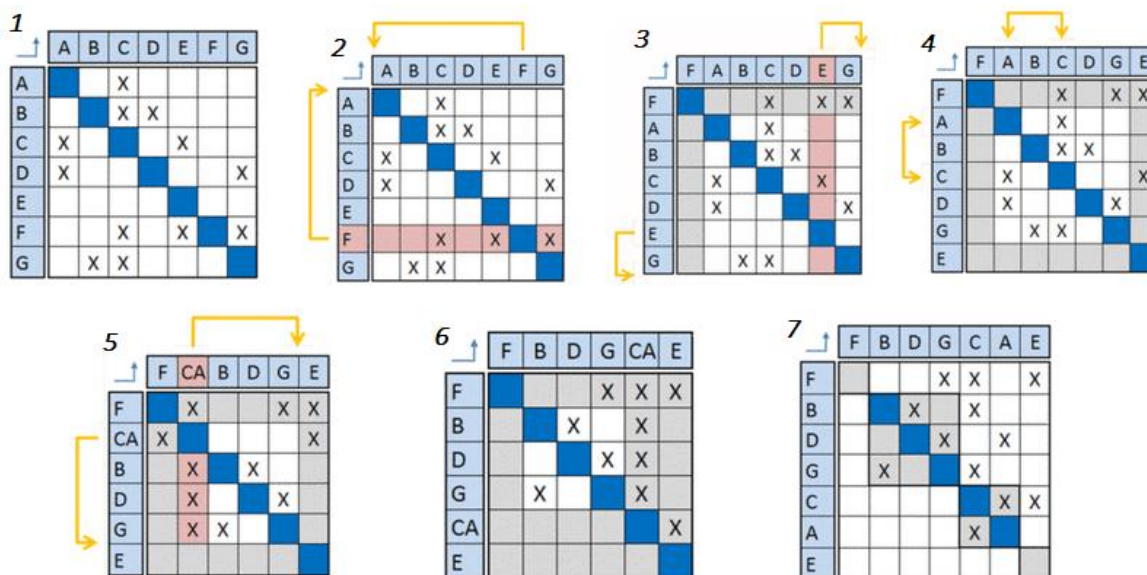 1
A B C D E F G
A X
B X X
C X X
D X X
E
F X X X
G X X
2
A B C D E F G
A X
B X X
C X X
D X X
E
F X X X
G X X
3
F A B C D E G
F X X X
A X
B X X
C X X
D X X
E
G X X
4
F A B C D G E
F X X X
A X
B X X
C X X
D X X
G X X
E
5
F CA B D G E
F X X X
CA X X
B X X
D X X
G X X
E
6
F B D G CA E
F X X X
B X X
D X X
G X X
CA X
E
7
F B D G C A E
F X X X
B X X
D X X
G X X
C X X
A X
E